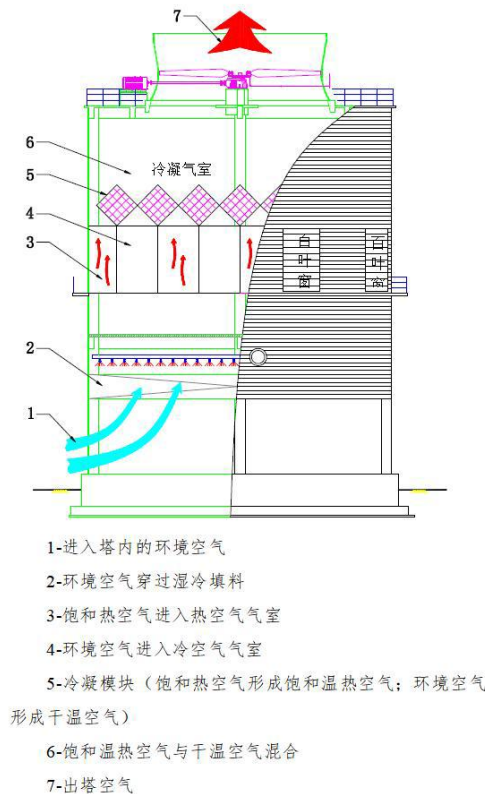 7
6
冷凝气室
5
4
3
百叶窗
百叶窗
2
1
1-进入塔内的环境空气
2-环境空气穿过湿冷填料
3-饱和热空气进入热空气气室
4-环境空气进入冷空气气室
5-冷凝模块（饱和热空气形成饱和温热空气；环境空气
形成干温空气）
6-饱和温热空气与干温空气混合
7-出塔空气